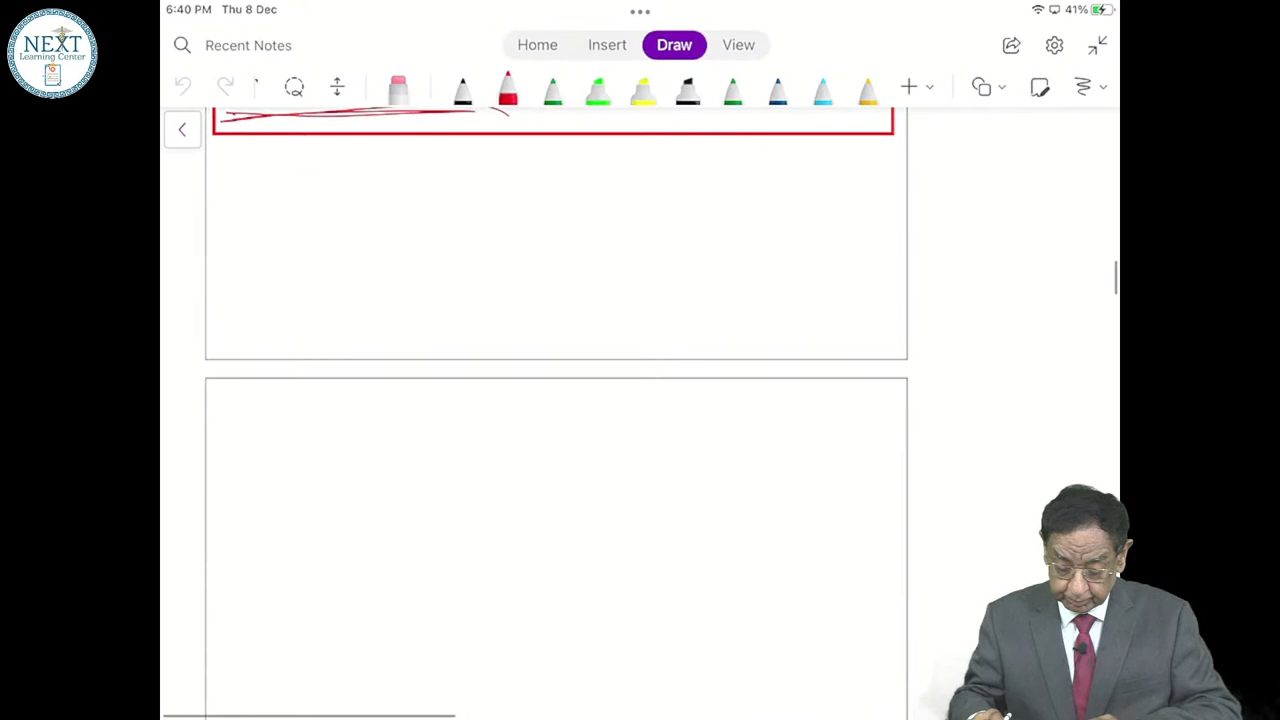 6:40 PM Thu 8 Dec
41%
NEXT
Learning Center
Recent Notes
Home
Insert
Draw
View